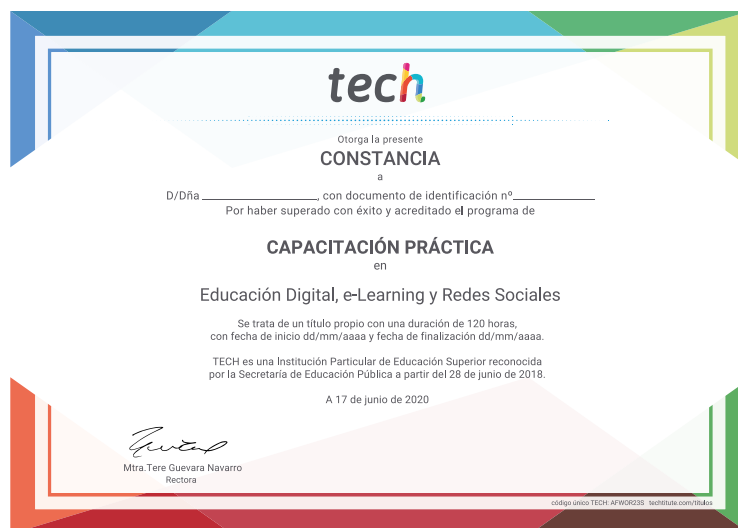 tech
Otorga la presente
CONSTANCIA
a
D/Dña ____________________, con documento de identificación nº______________
Por haber superado con éxito y acreditado el programa de
CAPACITACIÓN PRÁCTICA
en
Educación Digital, e-Learning y Redes Sociales
Se trata de un título propio con una duración de 120 horas,
con fecha de inicio dd/mm/aaaa y fecha de finalización dd/mm/aaaa.
TECH es una Institución Particular de Educación Superior reconocida
por la Secretaría de Educación Pública a partir del 28 de junio de 2018.
A 17 de junio de 2020
Mtra.Tere Guevara Navarro
Rectora
código único TECH: AFWOR23S techtitute.com/titulos